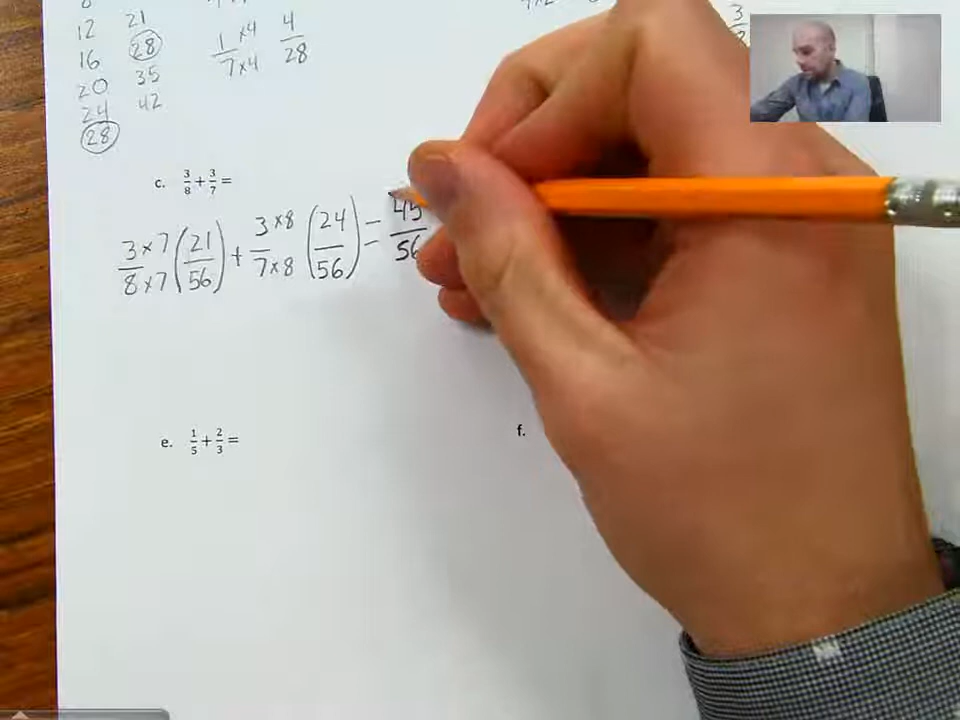 12 21
16 (28)
20 35
24 42
(28)
1×4 4
7×4 28
c. 3/8 + 3/7 =
3×7/8×7 (21/56) + 3×8/7×8 (24/56) = 45/56
e. 1/5 + 2/3 =
f.